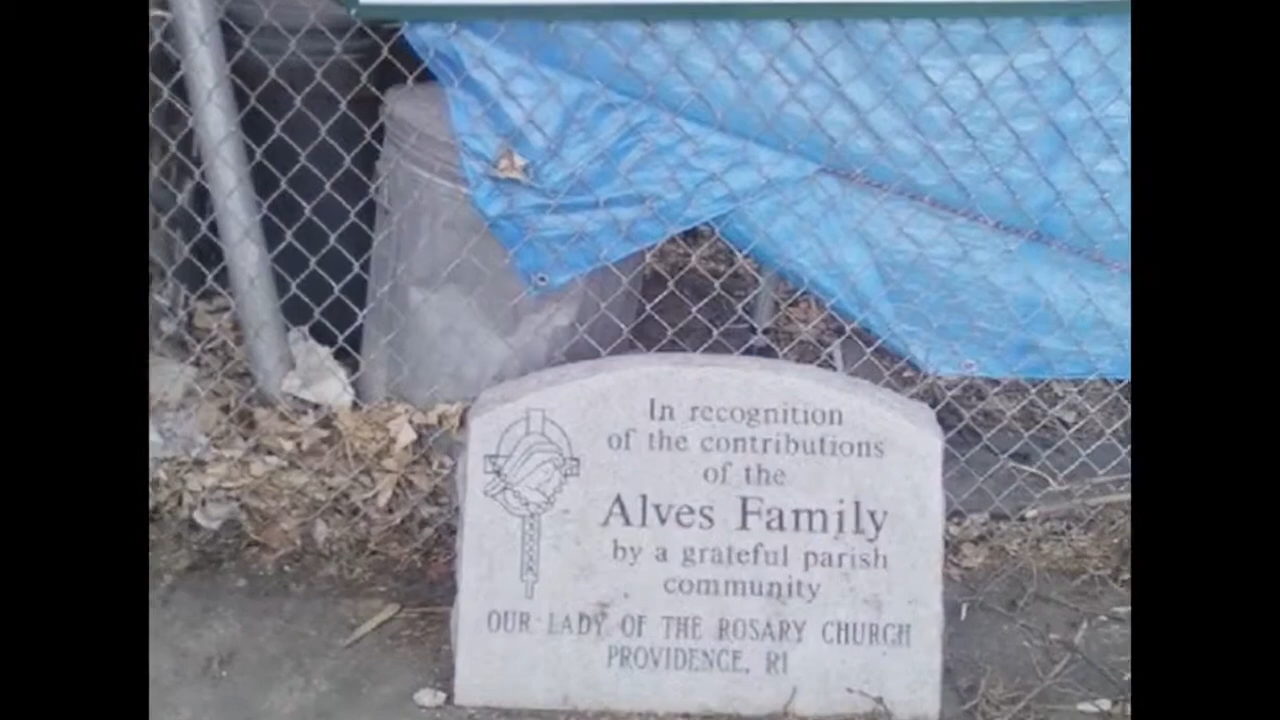 In recognition
of the contributions
of the
Alves Family
by a grateful parish
community
OUR LADY OF THE ROSARY CHURCH
PROVIDENCE, RI